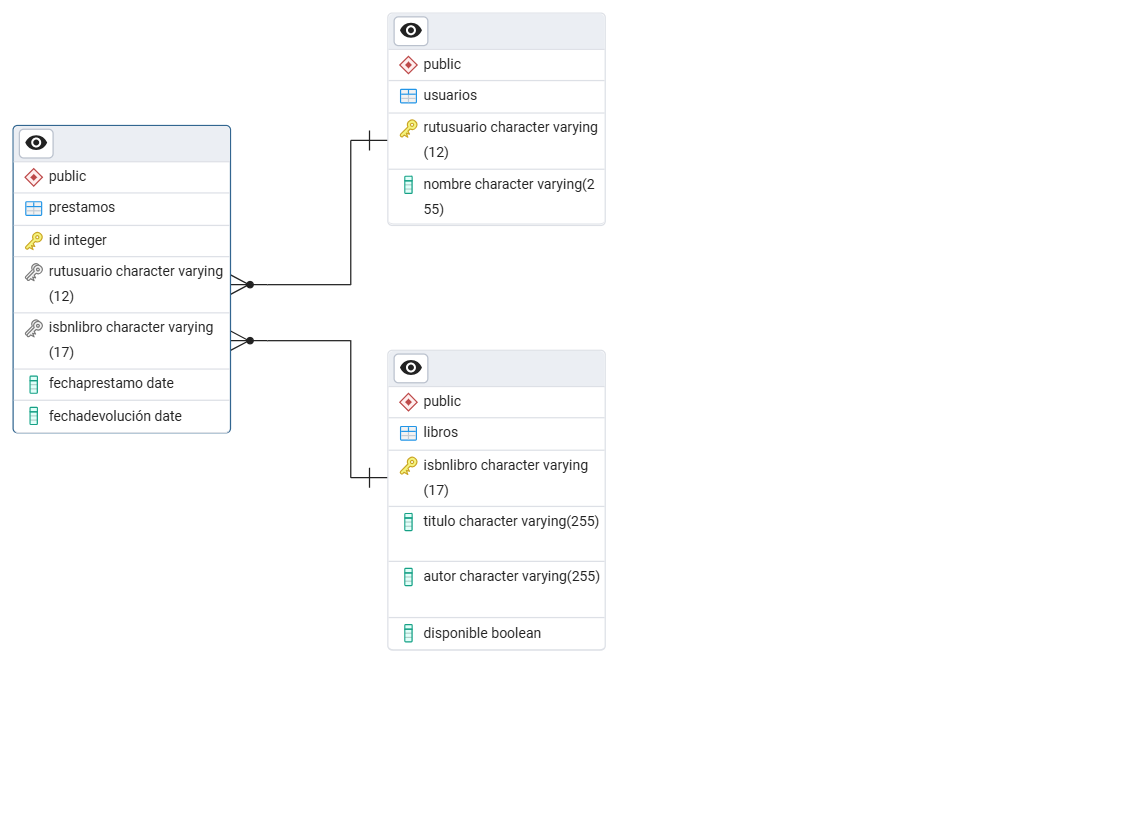 public
prestamos
id integer
rutusuario character varying
(12)
isbnlibro character varying
(17)
fechaprestamo date
fechadevolución date
public
usuarios
rutusuario character varying
(12)
nombre character varying(2
55)
public
libros
isbnlibro character varying
(17)
titulo character varying(255)
autor character varying(255)
disponible boolean